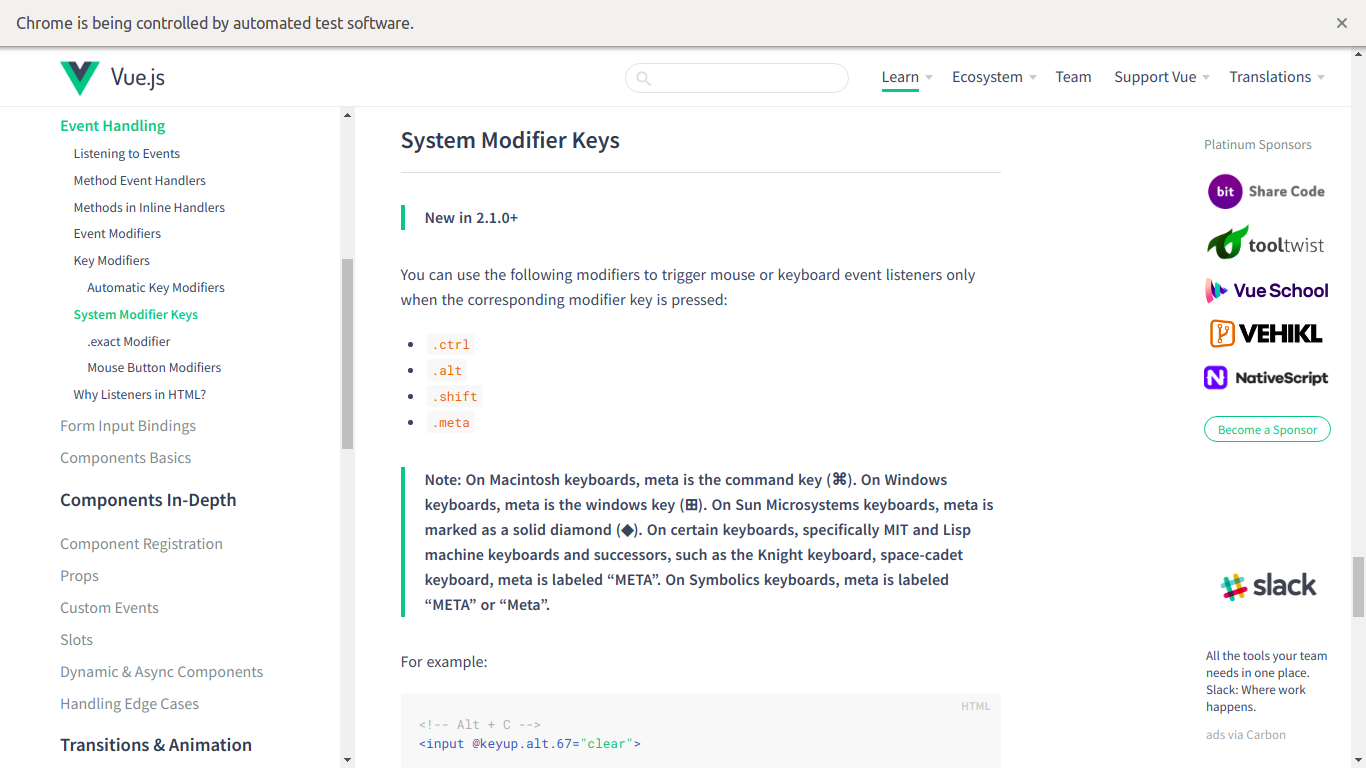 Chrome is being controlled by automated test software.
Vue.js
Learn
Ecosystem
Team
Support Vue
Translations
Event Handling
Listening to Events
Method Event Handlers
Methods in Inline Handlers
Event Modifiers
Key Modifiers
Automatic Key Modifiers
System Modifier Keys
.exact Modifier
Mouse Button Modifiers
Why Listeners in HTML?
Form Input Bindings
Components Basics
Components In-Depth
Component Registration
Props
Custom Events
Slots
Dynamic & Async Components
Handling Edge Cases
Transitions & Animation
System Modifier Keys
New in 2.1.0+
You can use the following modifiers to trigger mouse or keyboard event listeners only
when the corresponding modifier key is pressed:
.ctrl
.alt
.shift
.meta
Note: On Macintosh keyboards, meta is the command key (⌘). On Windows
keyboards, meta is the windows key (⊞). On Sun Microsystems keyboards, meta is
marked as a solid diamond (◆). On certain keyboards, specifically MIT and Lisp
machine keyboards and successors, such as the Knight keyboard, space-cadet
keyboard, meta is labeled “META”. On Symbolics keyboards, meta is labeled
“META” or “Meta”.
For example:
HTML
<!-- Alt + C -->
<input @keyup.alt.67="clear">
Platinum Sponsors
bit Share Code
tooltwist
Vue School
VEHIKL
N NativeScript
Become a Sponsor
slack
All the tools your team
needs in one place.
Slack: Where work
happens.
ads via Carbon